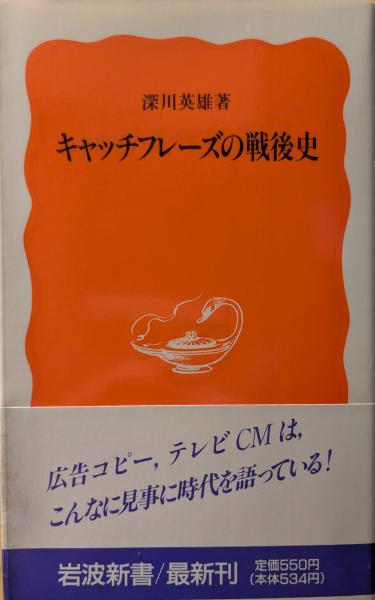 深川英雄著
キャッチフレーズの戦後史
広告コピー,テレビCMは,
こんなに見事に時代を語っている!
岩波新書/最新刊
定価550円
(本体534円)